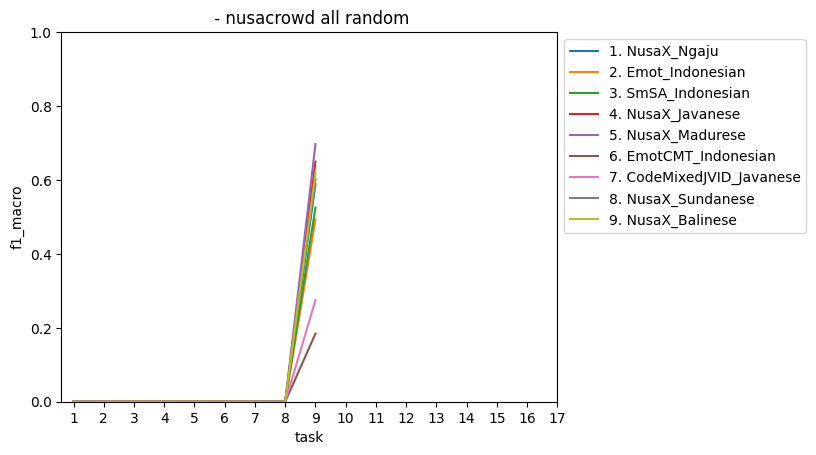 - nusacrowd all random
f1_macro
1.0
0.8
0.6
0.4
0.2
0.0
1 2 3 4 5 6 7 8 9 10 11 12 13 14 15 16 17
task
1. NusaX_Ngaju
2. Emot_Indonesian
3. SmSA_Indonesian
4. NusaX_Javanese
5. NusaX_Madurese
6. EmotCMT_Indonesian
7. CodeMixedJVID_Javanese
8. NusaX_Sundanese
9. NusaX_Balinese